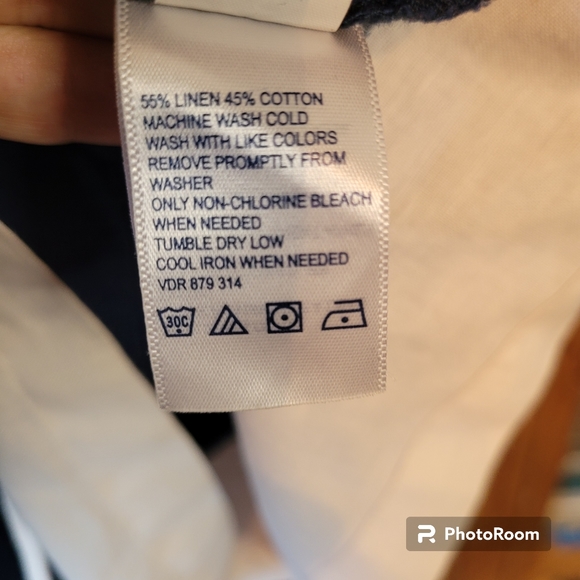 55% LINEN 45% COTTON
MACHINE WASH COLD
WASH WITH LIKE COLORS
REMOVE PROMPTLY FROM
WASHER
ONLY NON-CHLORINE BLEACH
WHEN NEEDED
TUMBLE DRY LOW
COOL IRON WHEN NEEDED
VDR 879 314
30C
PhotoRoom